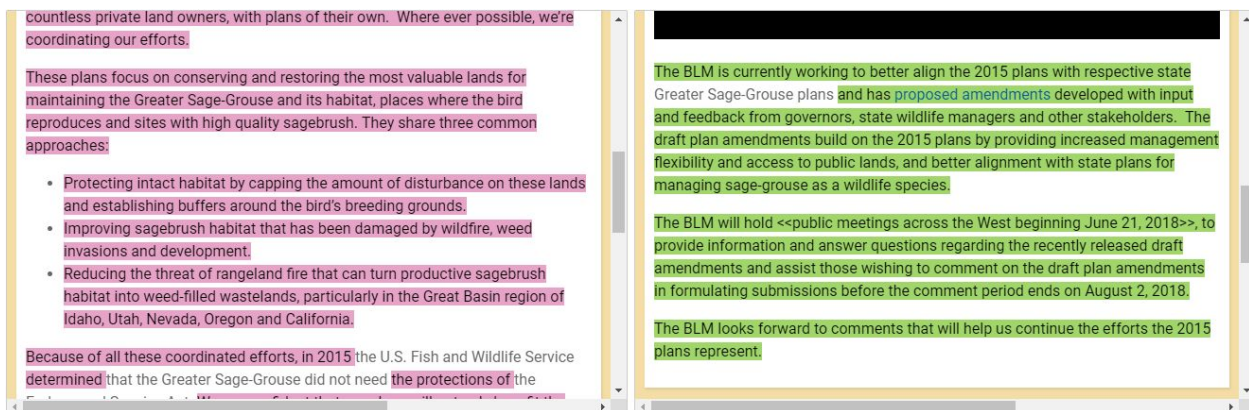 countless private land owners, with plans of their own.  Where ever possible, we're
coordinating our efforts.
These plans focus on conserving and restoring the most valuable lands for
maintaining the Greater Sage-Grouse and its habitat, places where the bird
reproduces and sites with high quality sagebrush. They share three common
approaches:
• Protecting intact habitat by capping the amount of disturbance on these lands
and establishing buffers around the bird's breeding grounds.
• Improving sagebrush habitat that has been damaged by wildfire, weed
invasions and development.
• Reducing the threat of rangeland fire that can turn productive sagebrush
habitat into weed-filled wastelands, particularly in the Great Basin region of
Idaho, Utah, Nevada, Oregon and California.
Because of all these coordinated efforts, in 2015 the U.S. Fish and Wildlife Service
determined that the Greater Sage-Grouse did not need the protections of the
The BLM is currently working to better align the 2015 plans with respective state
Greater Sage-Grouse plans and has proposed amendments developed with input
and feedback from governors, state wildlife managers and other stakeholders.  The
draft plan amendments build on the 2015 plans by providing increased management
flexibility and access to public lands, and better alignment with state plans for
managing sage-grouse as a wildlife species.
The BLM will hold <<public meetings across the West beginning June 21, 2018>>, to
provide information and answer questions regarding the recently released draft
amendments and assist those wishing to comment on the draft plan amendments
in formulating submissions before the comment period ends on August 2, 2018.
The BLM looks forward to comments that will help us continue the efforts the 2015
plans represent.